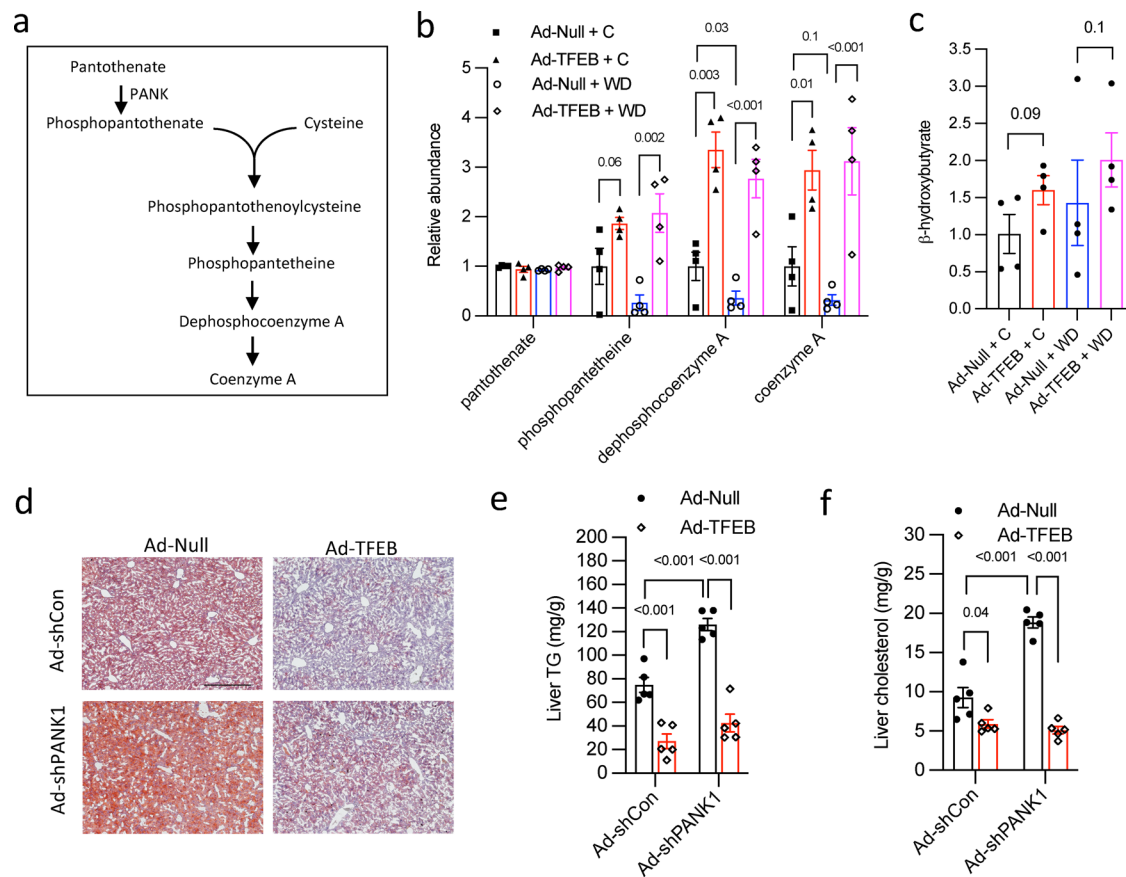 a
Pantothenate
PANK
Phosphopantothenate
Cysteine
Phosphopantothenoylcysteine
Phosphopantetheine
Dephosphocoenzyme A
Coenzyme A
b
Ad-Null + C
Ad-TFEB + C
Ad-Null + WD
Ad-TFEB + WD
Relative abundance
5
4
3
2
1
0
0.06
0.002
0.03
0.003
<0.001
0.1
<0.001
0.01
pantothenate
phosphopantetheine
dephosphocoenzyme A
coenzyme A
c
β-hydroxybutyrate
3.5
3.0
2.5
2.0
1.5
1.0
0.5
0.0
0.1
0.09
Ad-Null + C
Ad-TFEB + C
Ad-Null + WD
Ad-TFEB + WD
d
Ad-Null
Ad-TFEB
Ad-shCon
Ad-shPANK1
e
Ad-Null
Ad-TFEB
Liver TG (mg/g)
200
180
160
140
120
100
80
60
40
20
0
<0.001
<0.001
<0.001
Ad-shCon
Ad-shPANK1
f
Ad-Null
Ad-TFEB
Liver cholesterol (mg/g)
30
25
20
15
10
5
0
<0.001
<0.001
0.04
Ad-shCon
Ad-shPANK1